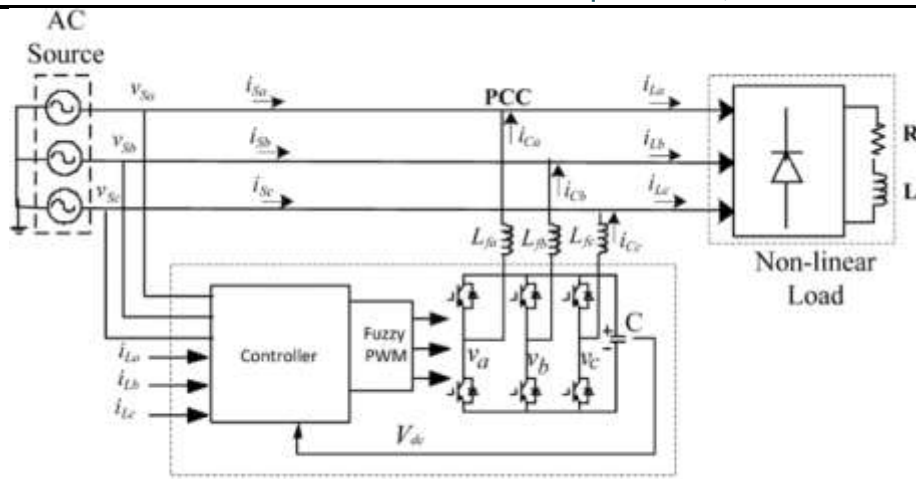 AC
Source
v_Sa
i_Sa
PCC
i_La
i_Ca
R
v_Sb
i_Sb
i_Lb
i_Cb
v_Sc
i_Sc
i_Lc
L
L_fa L_fb L_fc i_Cc
Non-linear
Load
Controller
Fuzzy
PWM
C
+
-
i_La
i_Lb
i_Lc
v_a v_b v_c
V_dc